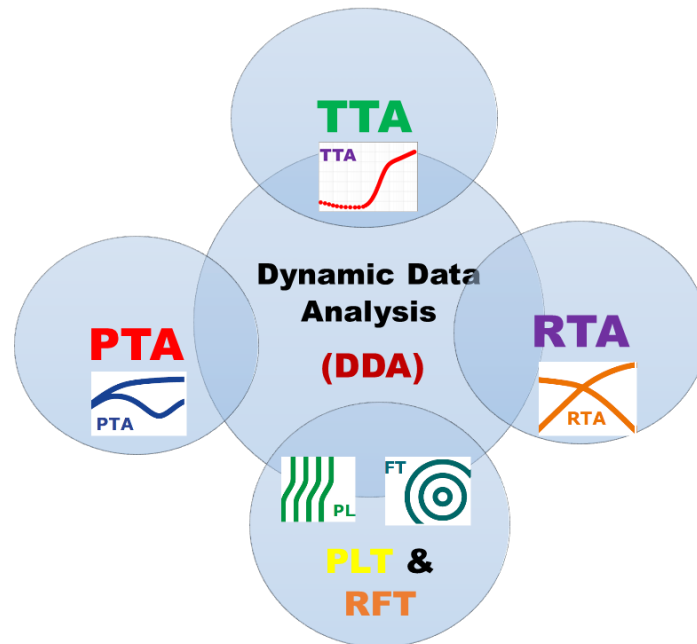 TTA
TTA
Dynamic Data
Analysis
(DDA)
PTA
PTA
RTA
RTA
PL
FT
PLT &
RFT